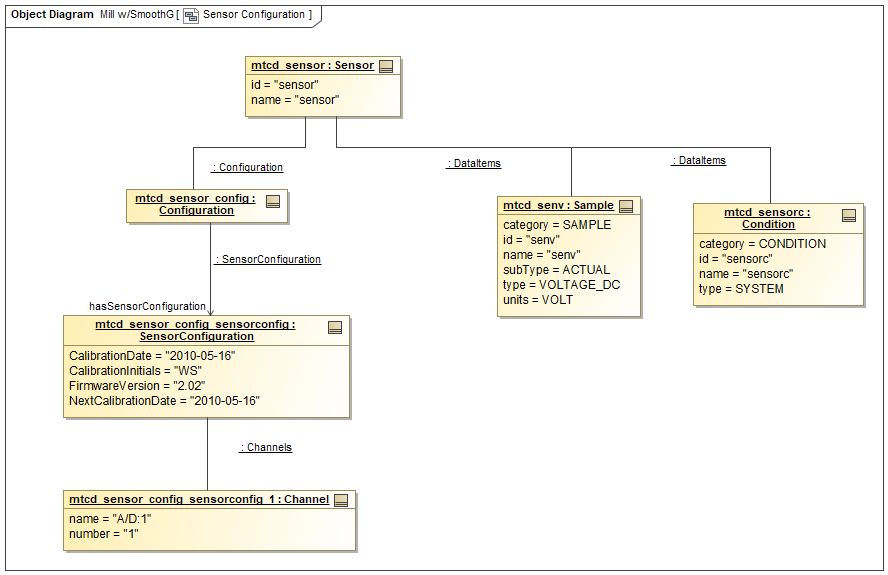 Object Diagram Mill w/SmoothG [ Sensor Configuration ]
mtcd_sensor : Sensor
id = "sensor"
name = "sensor"
: Configuration
: DataItems
: DataItems
mtcd_sensor_config :
Configuration
mtcd_senv : Sample
category = SAMPLE
id = "senv"
name = "senv"
subType = ACTUAL
type = VOLTAGE_DC
units = VOLT
mtcd_sensorc :
Condition
category = CONDITION
id = "sensorc"
name = "sensorc"
type = SYSTEM
: SensorConfiguration
hasSensorConfiguration
mtcd_sensor_config_sensorconfig :
SensorConfiguration
CalibrationDate = "2010-05-16"
CalibrationInitials = "WS"
FirmwareVersion = "2.02"
NextCalibrationDate = "2010-05-16"
: Channels
mtcd_sensor_config_sensorconfig_1 : Channel
name = "A/D:1"
number = "1"